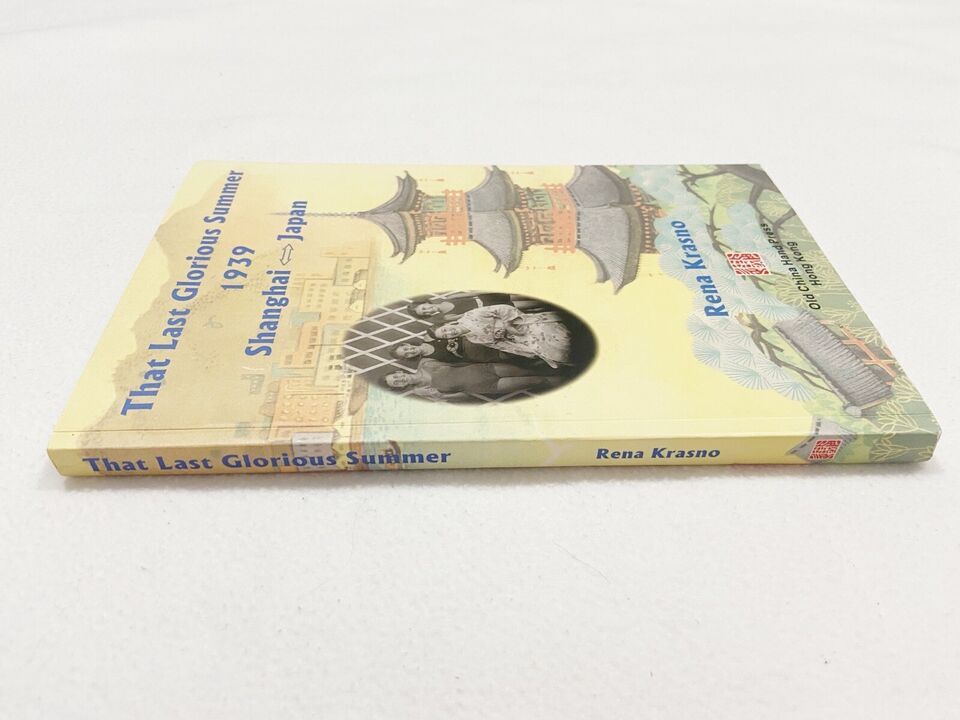 That Last Glorious Summer
1939
Shanghai ⇔ Japan
Rena Krasno
Old China Hand Press
Hong Kong
That Last Glorious Summer
Rena Krasno